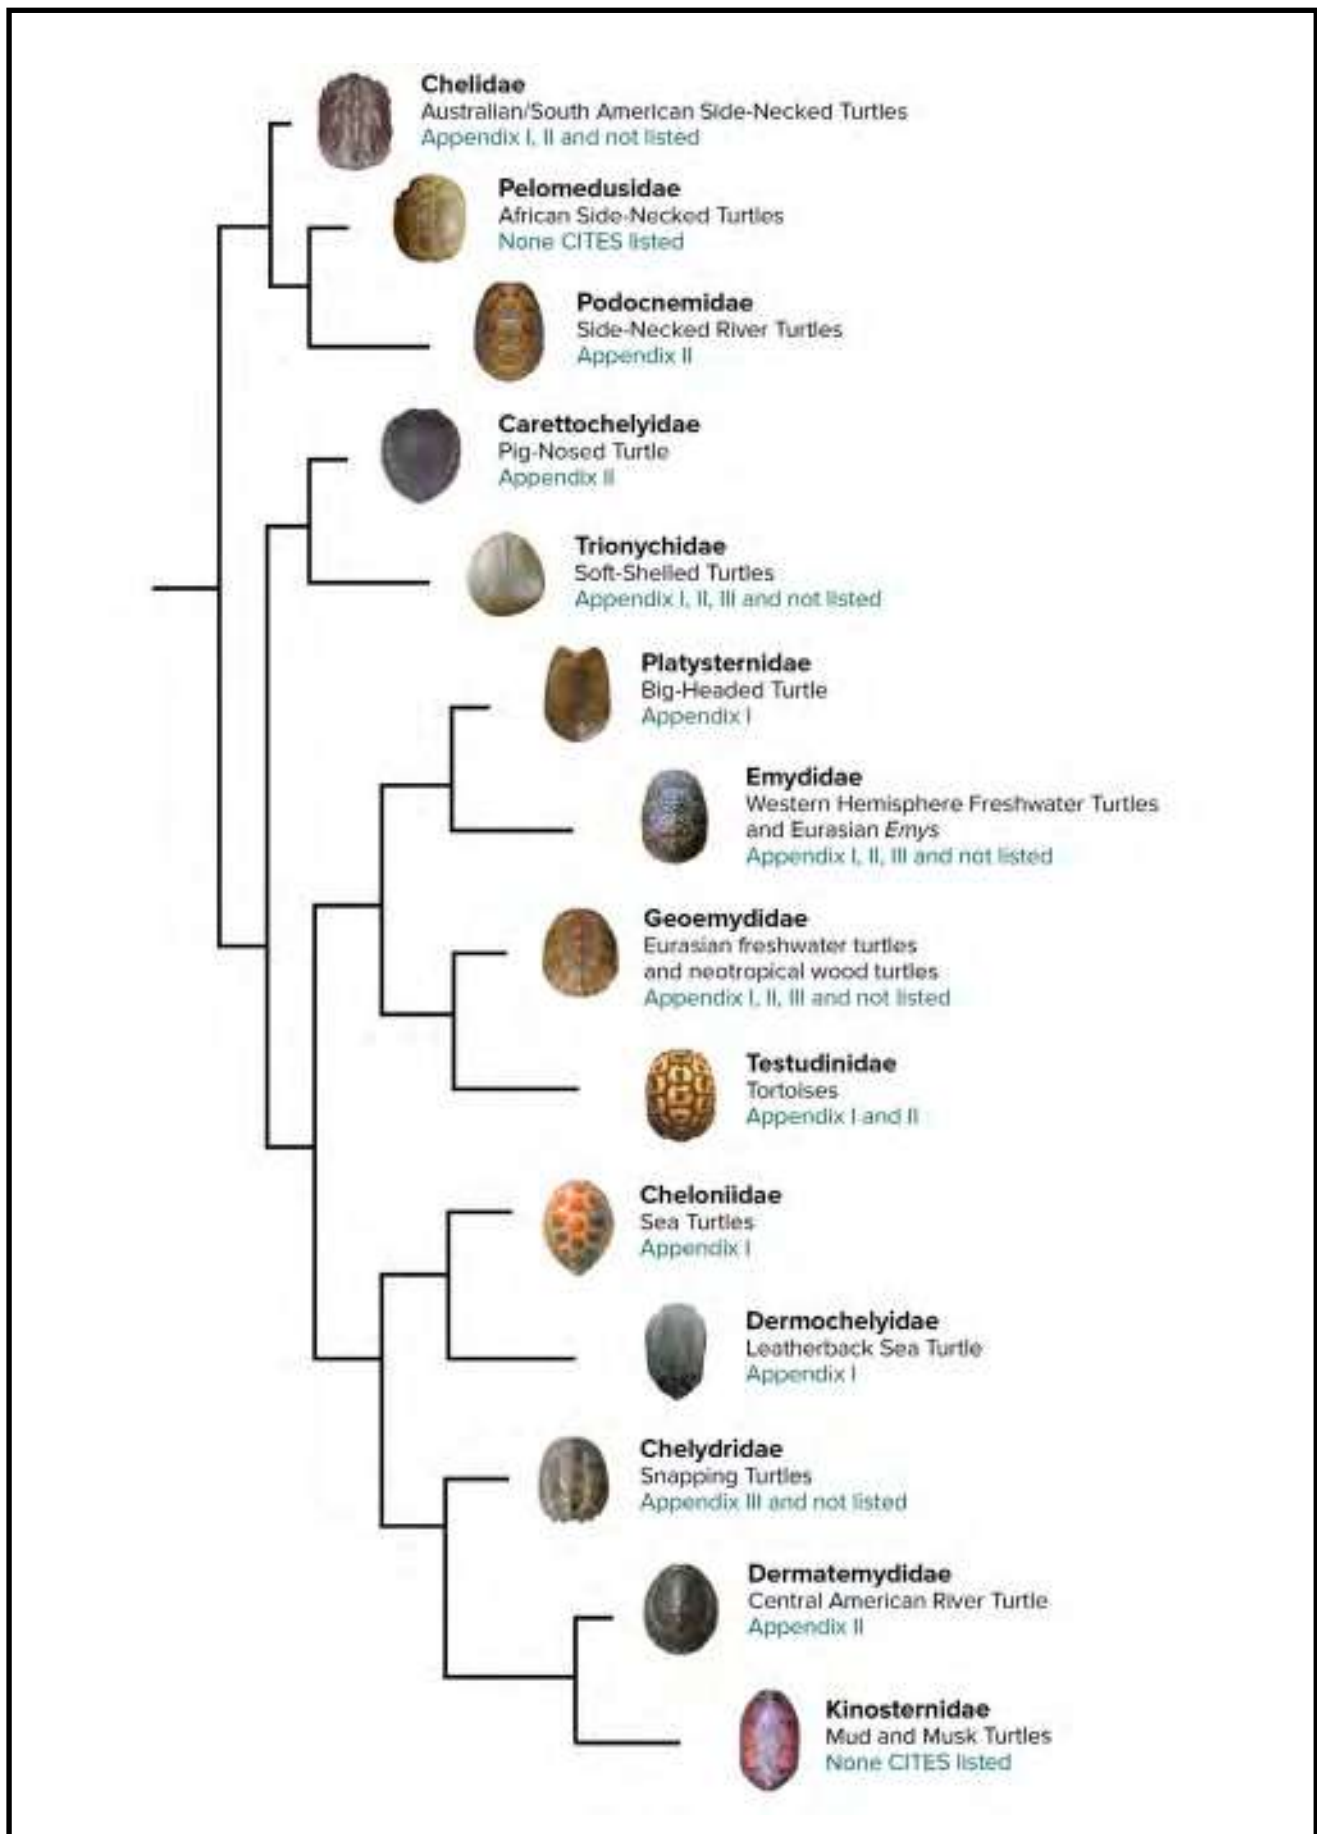 Chelidae
Australian/South American Side-Necked Turtles
Appendix I, II and not listed
Pelomedusidae
African Side-Necked Turtles
None CITES listed
Podocnemidae
Side-Necked River Turtles
Appendix II
Carettochelyidae
Pig-Nosed Turtle
Appendix II
Trionychidae
Soft-Shelled Turtles
Appendix I, II, III and not listed
Platysternidae
Big-Headed Turtle
Appendix I
Emydidae
Western Hemisphere Freshwater Turtles
and Eurasian Emys
Appendix I, II, III and not listed
Geoemydidae
Eurasian freshwater turtles
and neotropical wood turtles
Appendix I, II, III and not listed
Testudinidae
Tortoises
Appendix I and II
Cheloniidae
Sea Turtles
Appendix I
Dermochelyidae
Leatherback Sea Turtle
Appendix I
Chelydridae
Snapping Turtles
Appendix III and not listed
Dermatemydidae
Central American River Turtle
Appendix II
Kinosternidae
Mud and Musk Turtles
None CITES listed